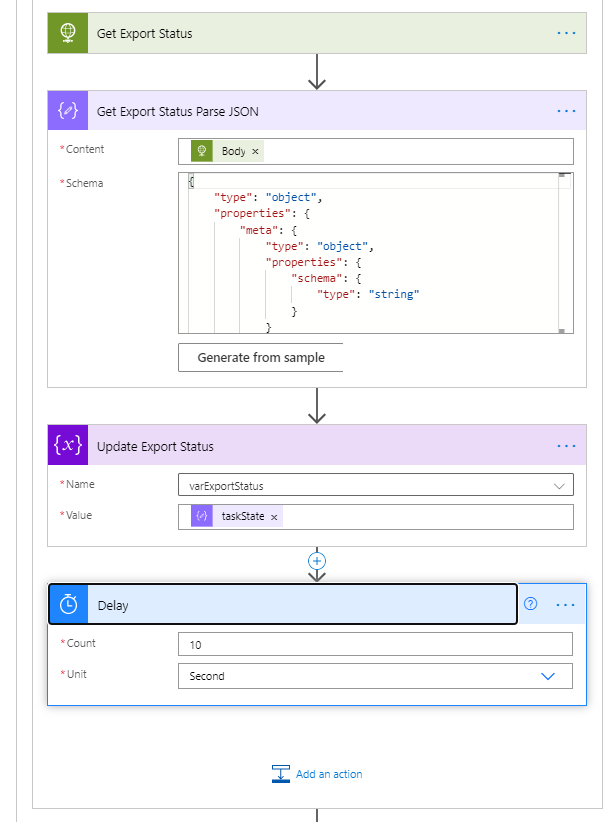 Get Export Status
...
{} Get Export Status Parse JSON
...
*Content
Body ×
*Schema
{
"type": "object",
"properties": {
"meta": {
"type": "object",
"properties": {
"schema": {
"type": "string"
}
}
Generate from sample
{x} Update Export Status
...
*Name
varExportStatus
*Value
{} taskState ×
+
Delay
? ...
*Count
10
*Unit
Second
Add an action